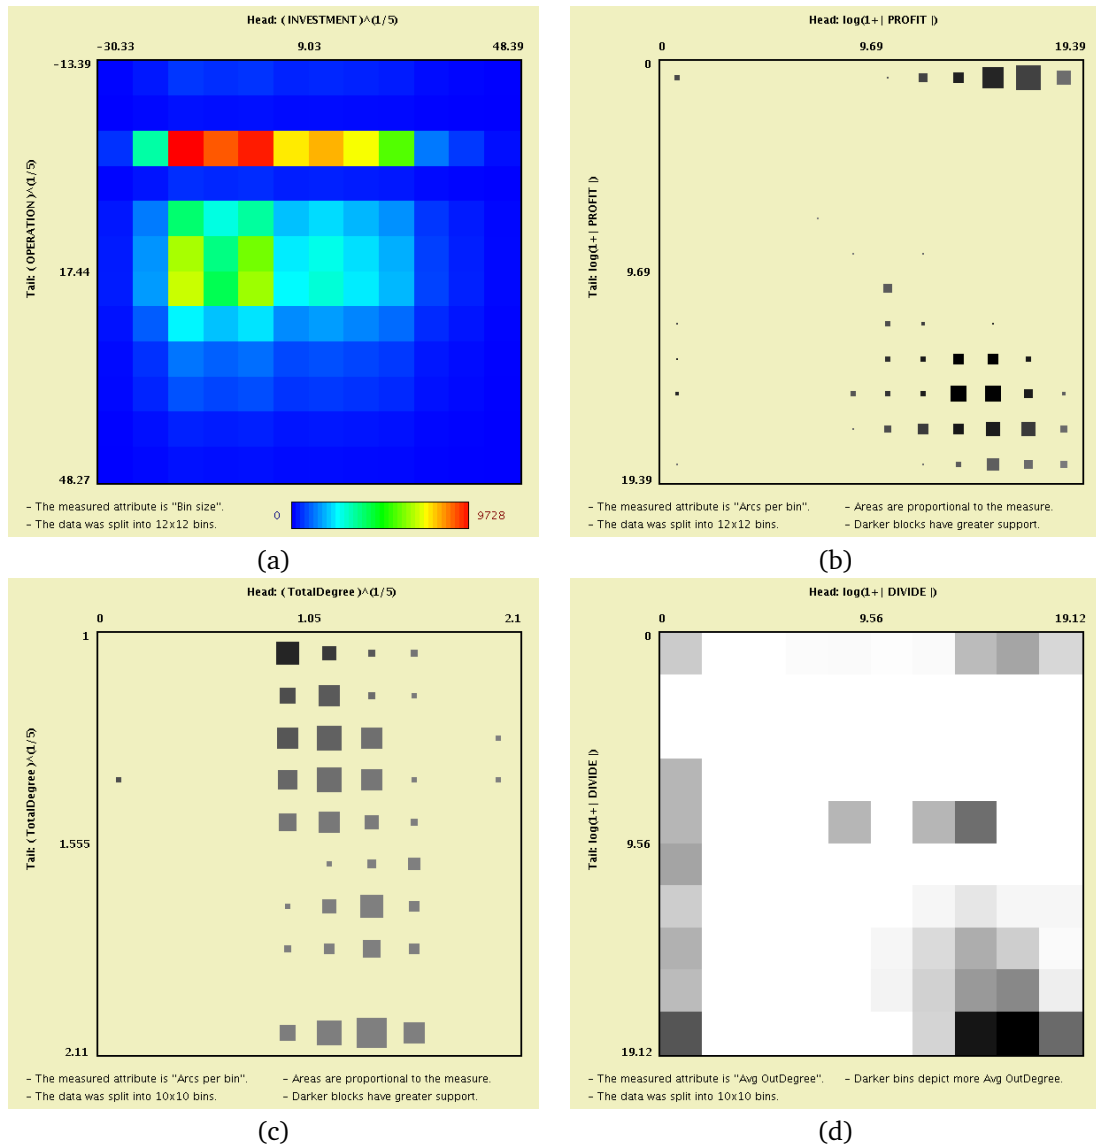 Head: ( INVESTMENT )^(1/5)
-30.33 9.03 48.39
-13.39
Tail: ( OPERATION )^(1/5)
17.44
48.27
- The measured attribute is "Bin size".
- The data was split into 12x12 bins.
0 9728
(a)
Head: log(1+| PROFIT |)
0 9.69 19.39
0
Tail: log(1+| PROFIT |)
9.69
19.39
- The measured attribute is "Arcs per bin". - Areas are proportional to the measure.
- The data was split into 12x12 bins. - Darker blocks have greater support.
(b)
Head: ( TotalDegree )^(1/5)
0 1.05 2.1
1
Tail: ( TotalDegree )^(1/5)
1.555
2.11
- The measured attribute is "Arcs per bin". - Areas are proportional to the measure.
- The data was split into 10x10 bins. - Darker blocks have greater support.
(c)
Head: log(1+| DIVIDE |)
0 9.56 19.12
0
Tail: log(1+| DIVIDE |)
9.56
19.12
- The measured attribute is "Avg OutDegree". - Darker bins depict more Avg OutDegree.
- The data was split into 10x10 bins.
(d)